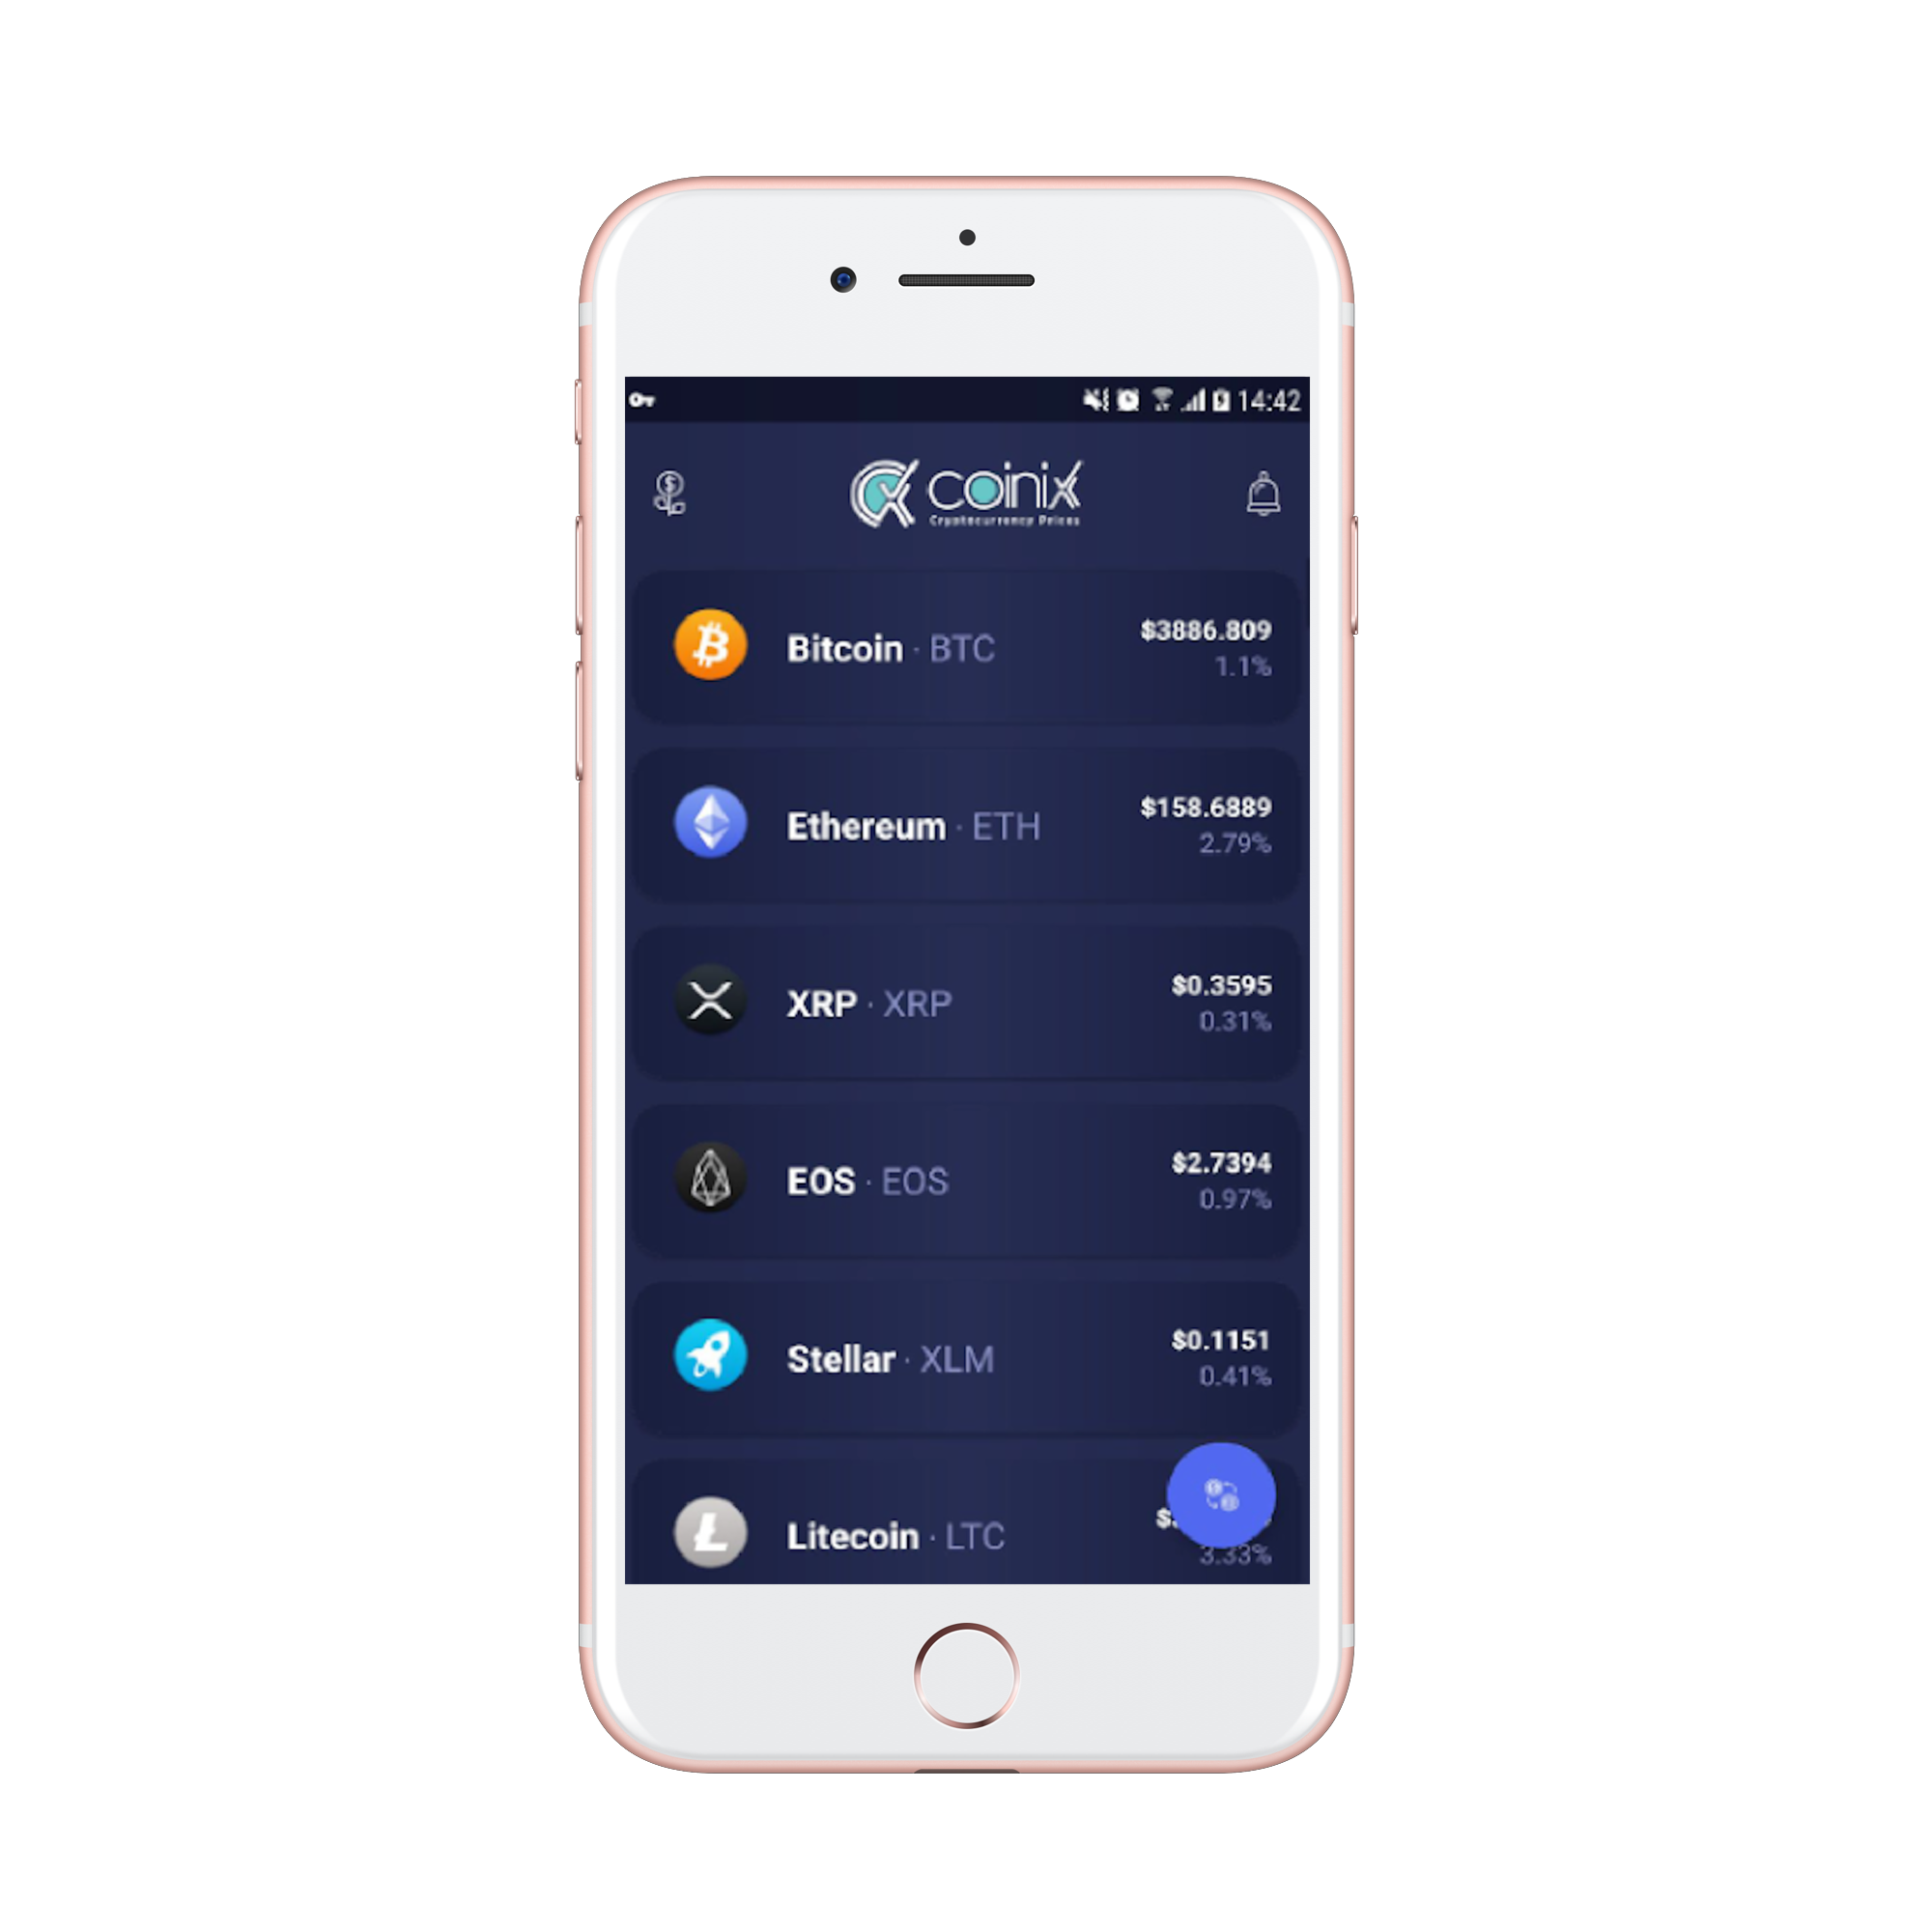 14:42
coinix
Cryptocurrency Prices
Bitcoin · BTC
$3886.809
1.1%
Ethereum · ETH
$158.6889
2.79%
XRP · XRP
$0.3595
0.31%
EOS · EOS
$2.7394
0.97%
Stellar · XLM
$0.1151
0.41%
Litecoin · LTC
3.33%